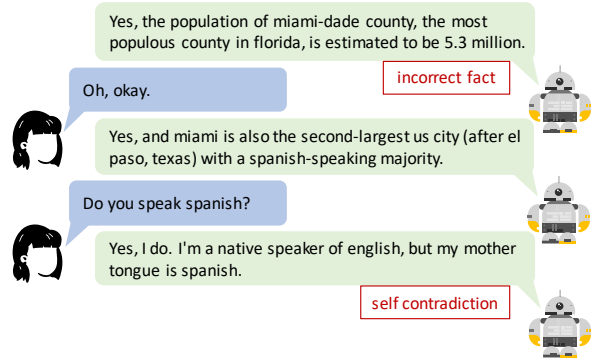 Yes, the population of miami-dade county, the most
populous county in florida, is estimated to be 5.3 million.
incorrect fact
Oh, okay.
Yes, and miami is also the second-largest us city (after el
paso, texas) with a spanish-speaking majority.
Do you speak spanish?
Yes, I do. I'm a native speaker of english, but my mother
tongue is spanish.
self contradiction